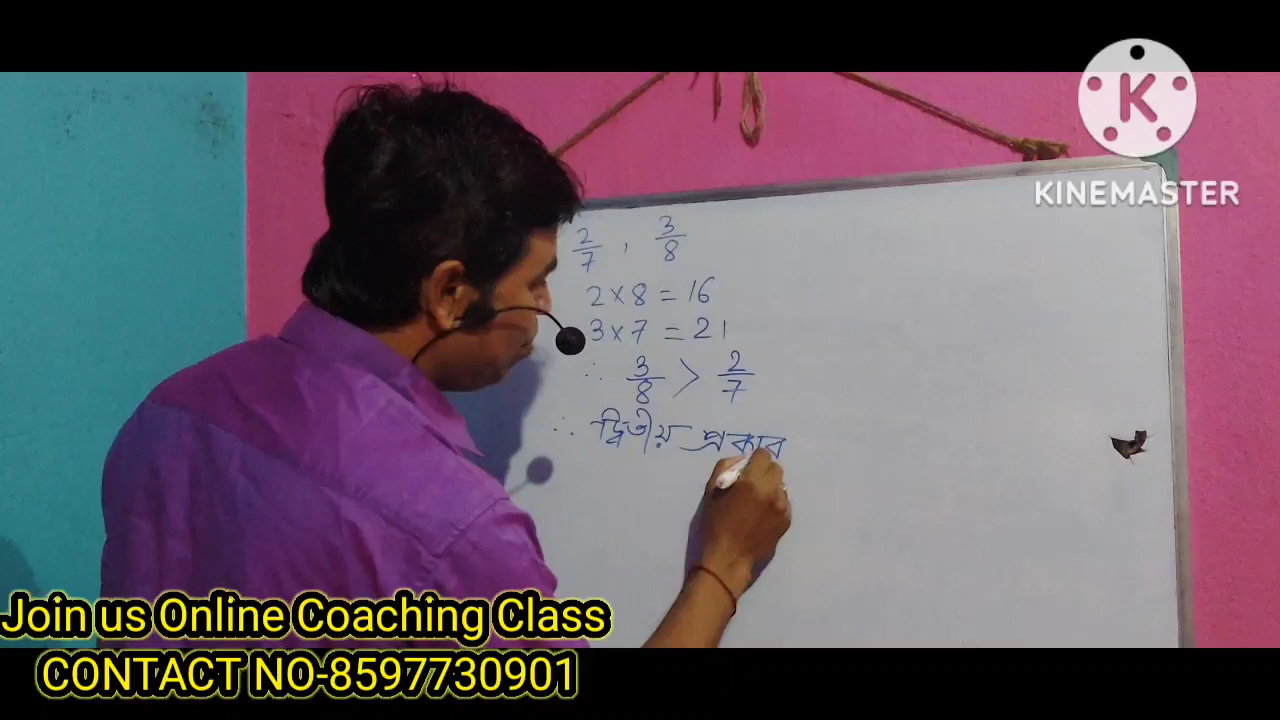 K
KINEMASTER
2/7 , 3/8
2 × 8 = 16
3 × 7 = 21
∴ 3/8 > 2/7
∴ দ্বিতীয় প্রকার
Join us Online Coaching Class
CONTACT NO-8597730901